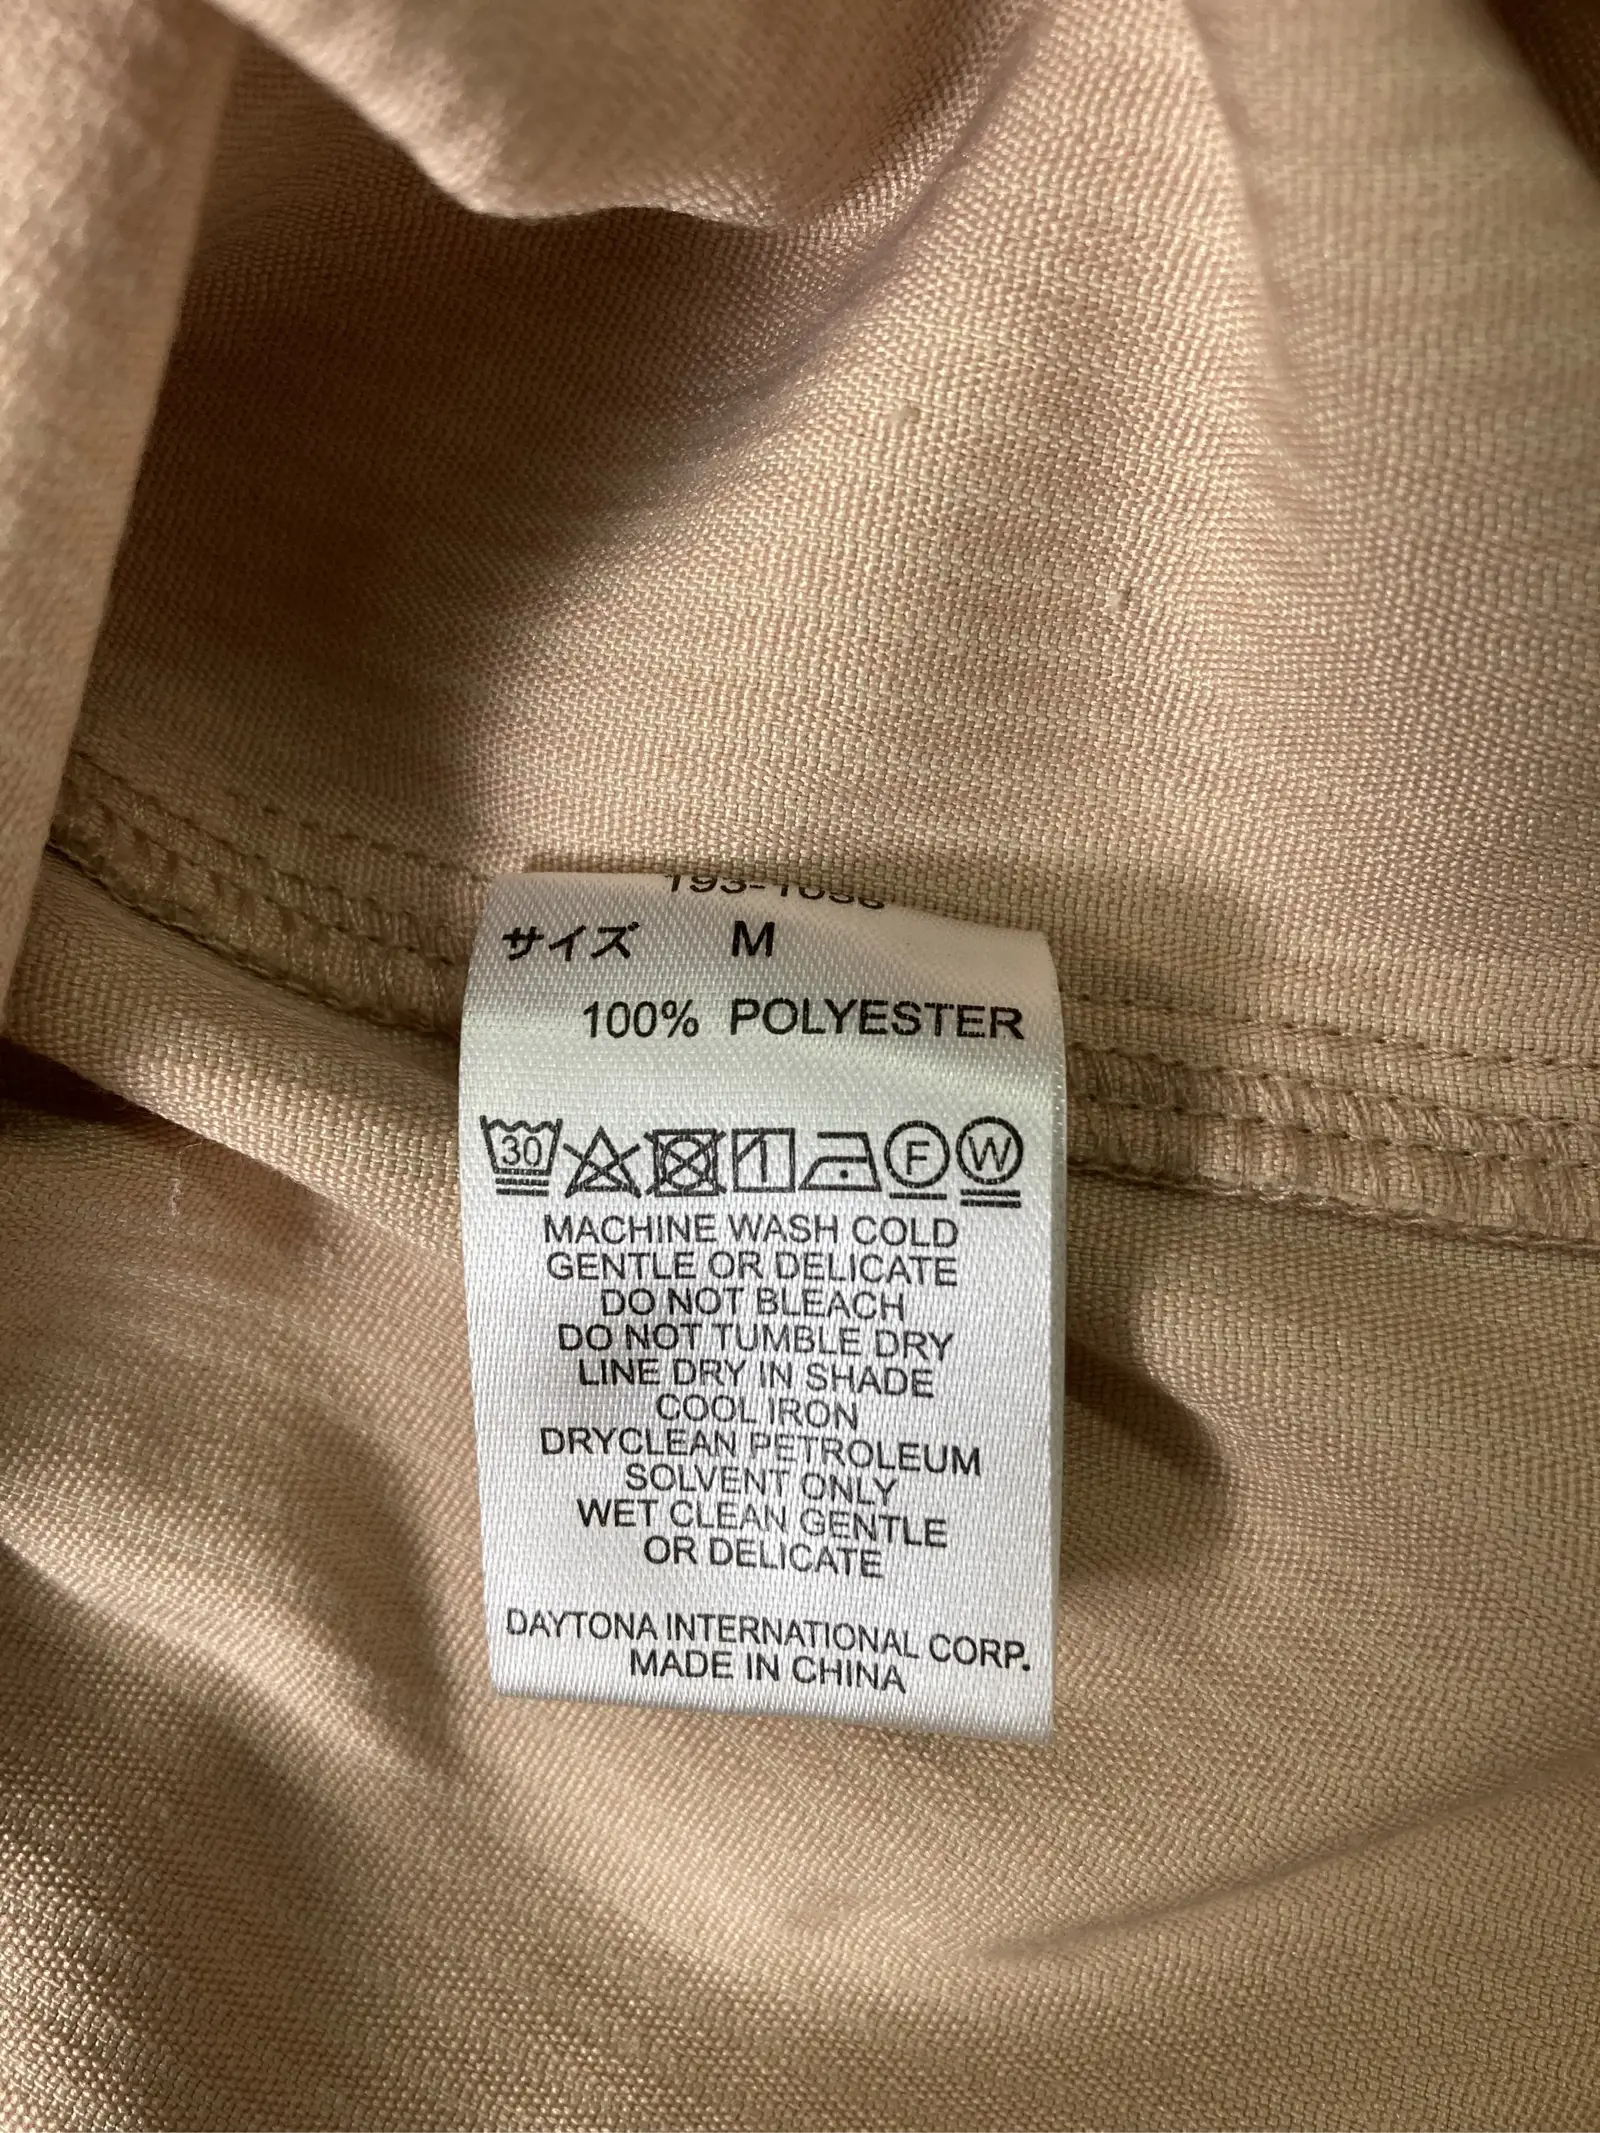 サイズ M
100% POLYESTER
30 1 F W
MACHINE WASH COLD
GENTLE OR DELICATE
DO NOT BLEACH
DO NOT TUMBLE DRY
LINE DRY IN SHADE
COOL IRON
DRYCLEAN PETROLEUM
SOLVENT ONLY
WET CLEAN GENTLE
OR DELICATE
DAYTONA INTERNATIONAL CORP.
MADE IN CHINA